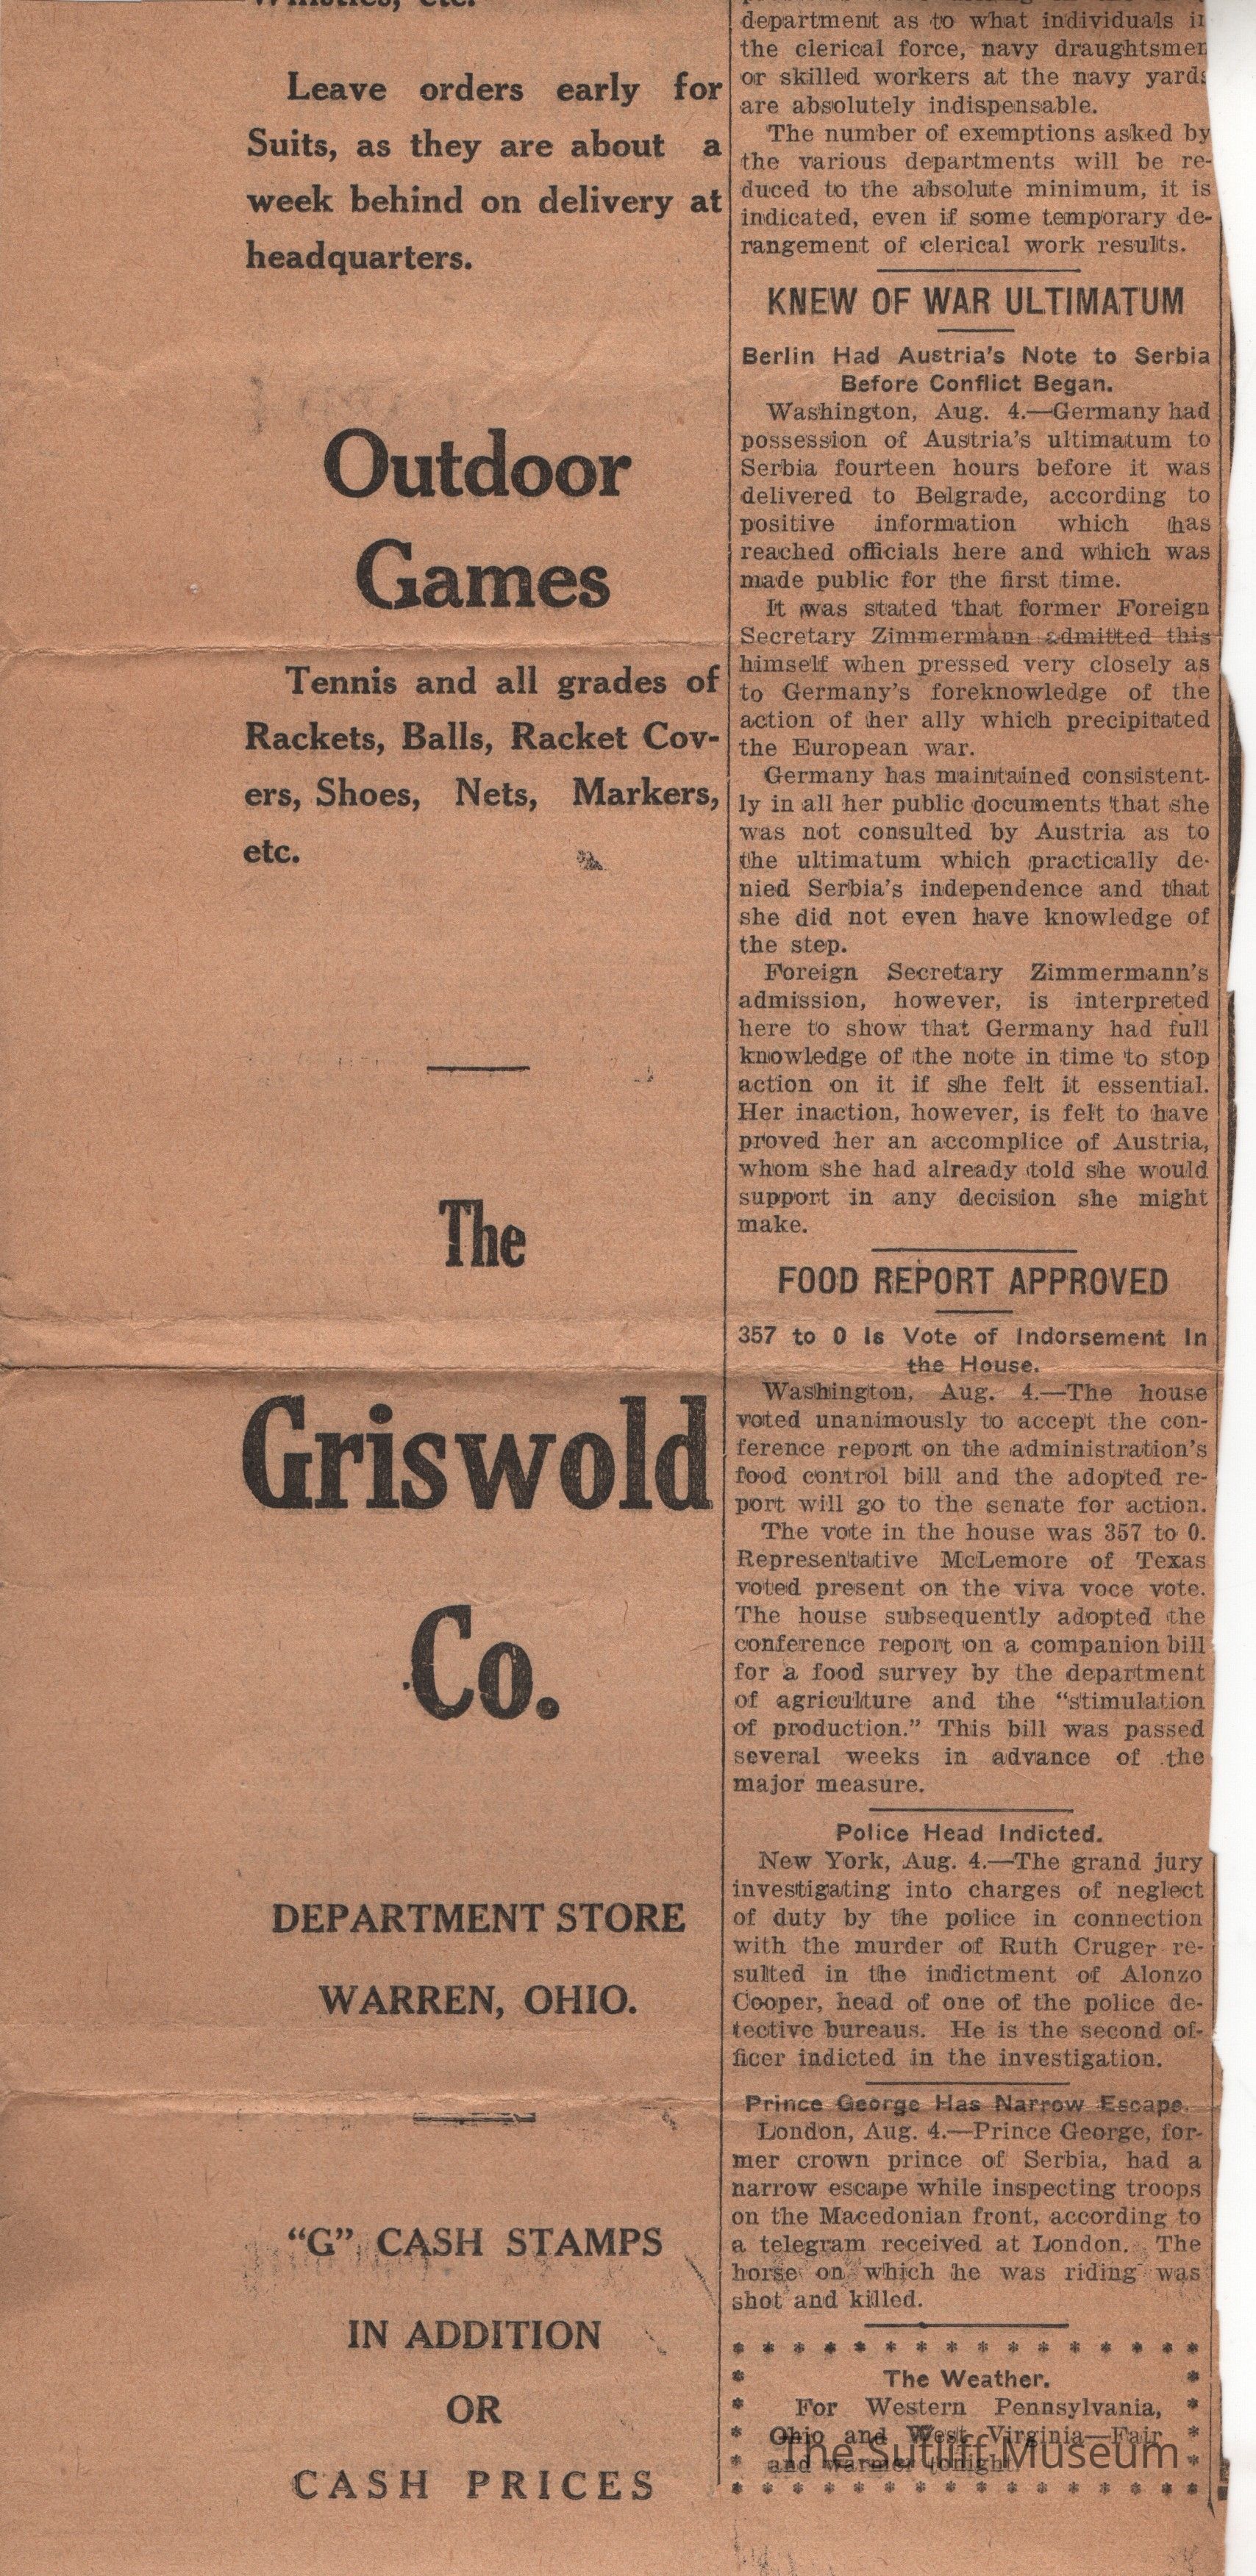 Whistles, etc.
Leave orders early for
Suits, as they are about a
week behind on delivery at
headquarters.
Outdoor
Games
Tennis and all grades of
Rackets, Balls, Racket Cov-
ers, Shoes, Nets, Markers,
etc.
The
Griswold
Co.
DEPARTMENT STORE
WARREN, OHIO.
"G" CASH STAMPS
IN ADDITION
OR
CASH PRICES
department as to what individuals in
the clerical force, navy draughtsmen
or skilled workers at the navy yards
are absolutely indispensable.
The number of exemptions asked by
the various departments will be re-
duced to the absolute minimum, it is
indicated, even if some temporary de-
rangement of clerical work results.
KNEW OF WAR ULTIMATUM
Berlin Had Austria's Note to Serbia
Before Conflict Began.
Washington, Aug. 4.—Germany had
possession of Austria's ultimatum to
Serbia fourteen hours before it was
delivered to Belgrade, according to
positive information which has
reached officials here and which was
made public for the first time.
It was stated that former Foreign
Secretary Zimmermann admitted this
himself when pressed very closely as
to Germany's foreknowledge of the
action of her ally which precipitated
the European war.
Germany has maintained consistent-
ly in all her public documents that she
was not consulted by Austria as to
the ultimatum which practically de-
nied Serbia's independence and that
she did not even have knowledge of
the step.
Foreign Secretary Zimmermann's
admission, however, is interpreted
here to show that Germany had full
knowledge of the note in time to stop
action on it if she felt it essential.
Her inaction, however, is felt to have
proved her an accomplice of Austria,
whom she had already told she would
support in any decision she might
make.
FOOD REPORT APPROVED
357 to 0 Is Vote of Indorsement In
the House.
Washington, Aug. 4.—The house
voted unanimously to accept the con-
ference report on the administration's
food control bill and the adopted re-
port will go to the senate for action.
The vote in the house was 357 to 0.
Representative McLemore of Texas
voted present on the viva voce vote.
The house subsequently adopted the
conference report on a companion bill
for a food survey by the department
of agriculture and the "stimulation
of production." This bill was passed
several weeks in advance of the
major measure.
Police Head Indicted.
New York, Aug. 4.—The grand jury
investigating into charges of neglect
of duty by the police in connection
with the murder of Ruth Cruger re-
sulted in the indictment of Alonzo
Cooper, head of one of the police de-
tective bureaus. He is the second of-
ficer indicted in the investigation.
Prince George Has Narrow Escape.
London, Aug. 4.—Prince George, for-
mer crown prince of Serbia, had a
narrow escape while inspecting troops
on the Macedonian front, according to
a telegram received at London. The
horse on which he was riding was
shot and killed.
* * * * * * * * * * * * * * * *
* The Weather. *
* For Western Pennsylvania, *
* Ohio and West Virginia—Fair *
* and warmer tonight. *
* * * * * * * * * * * * * * * *
The Sutliff Museum